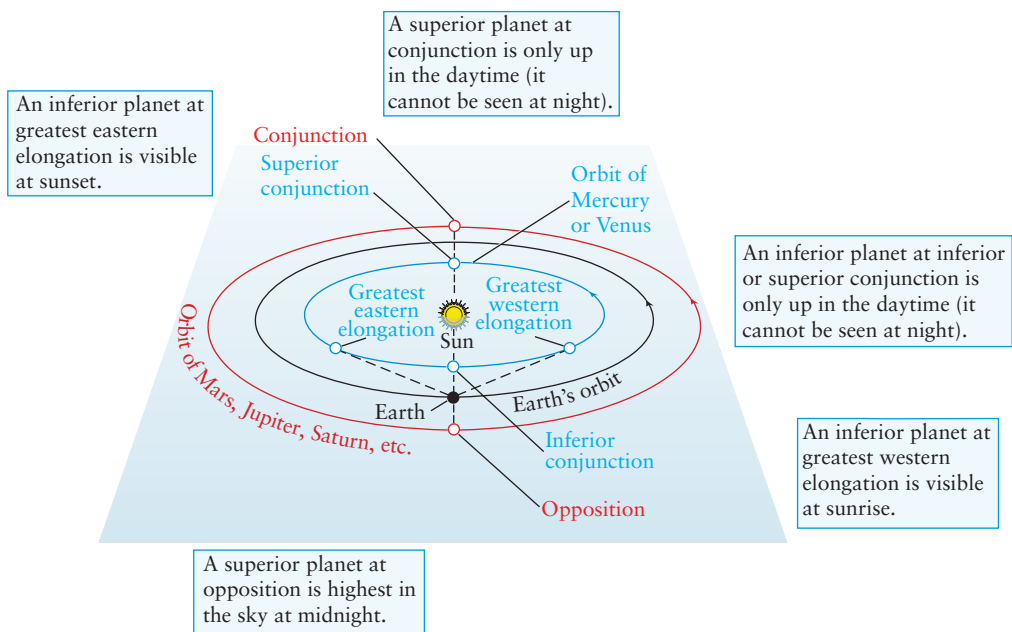 A superior planet at
conjunction is only up
in the daytime (it
cannot be seen at night).
An inferior planet at
greatest eastern
elongation is visible
at sunset.
Conjunction
Superior
conjunction
Orbit of
Mercury
or Venus
An inferior planet at inferior
or superior conjunction is
only up in the daytime (it
cannot be seen at night).
Greatest
eastern
elongation
Greatest
western
elongation
Sun
Orbit of Mars, Jupiter, Saturn, etc.
Earth
Earth's orbit
Inferior
conjunction
Opposition
An inferior planet at
greatest western
elongation is visible
at sunrise.
A superior planet at
opposition is highest in
the sky at midnight.